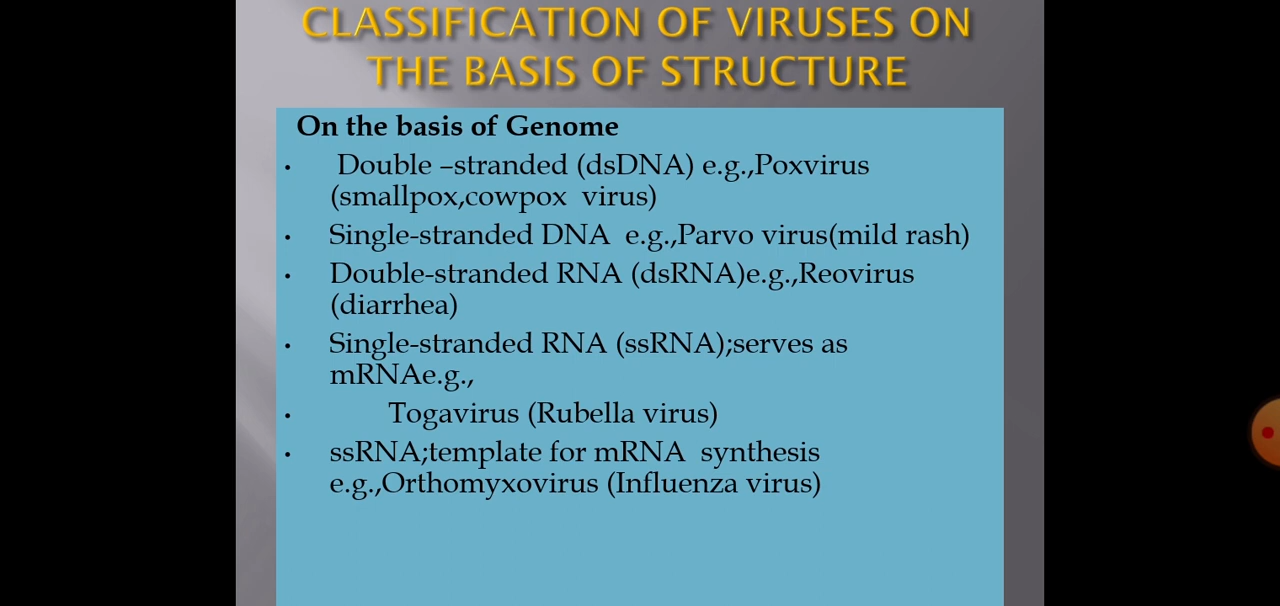 CLASSIFICATION OF VIRUSES ON
THE BASIS OF STRUCTURE
On the basis of Genome
• Double –stranded (dsDNA) e.g.,Poxvirus
(smallpox,cowpox virus)
• Single-stranded DNA e.g.,Parvo virus(mild rash)
• Double-stranded RNA (dsRNA)e.g.,Reovirus
(diarrhea)
• Single-stranded RNA (ssRNA);serves as
mRNAe.g.,
• Togavirus (Rubella virus)
• ssRNA;template for mRNA synthesis
e.g.,Orthomyxovirus (Influenza virus)